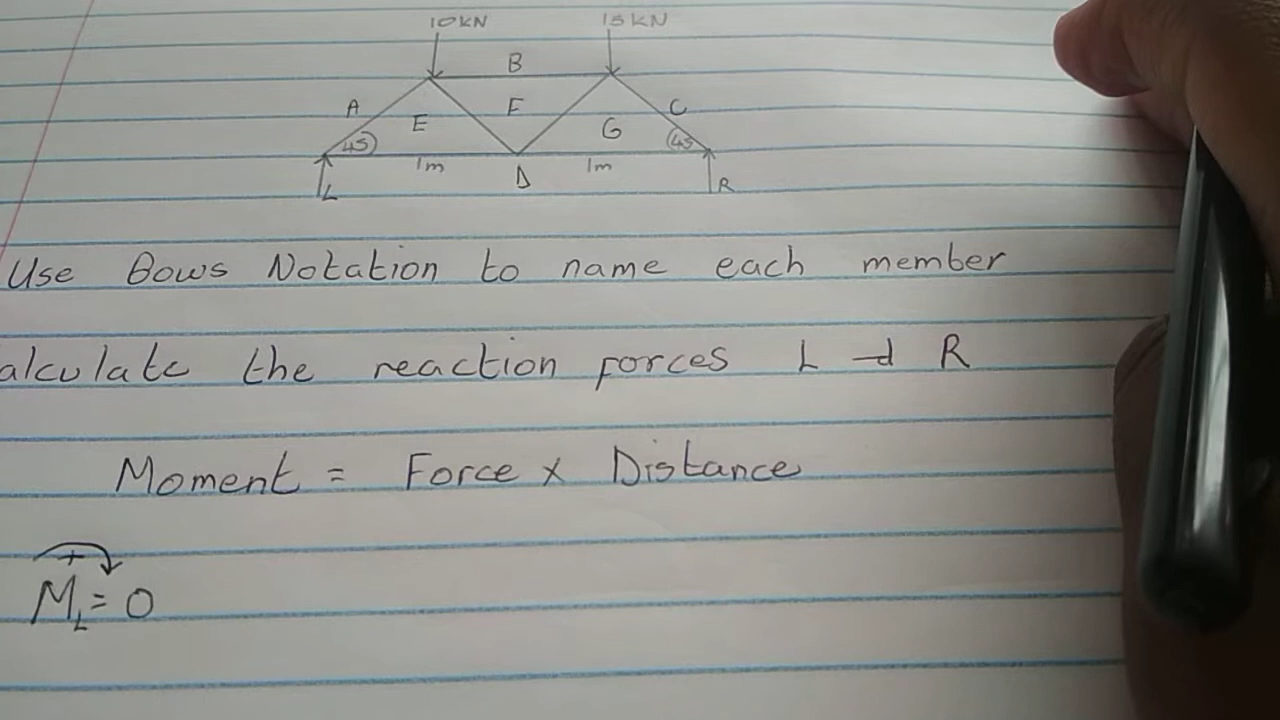 10KN 15KN
B
A E F G C
45 45
1m D 1m
L R
Use Bows Notation to name each member
alculate the reaction forces L R
Moment = Force x Distance
+
M_L = 0